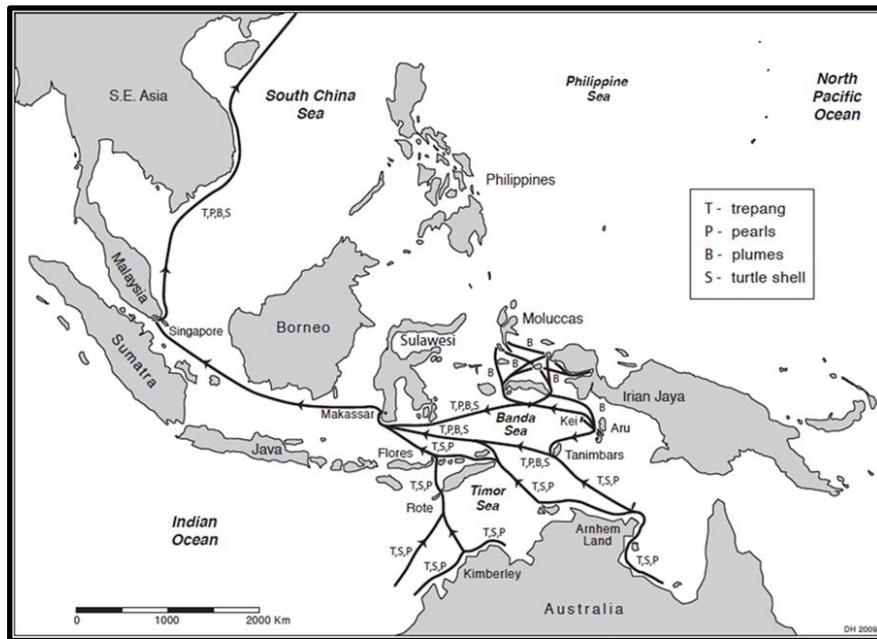 S.E. Asia
South China
Sea
Philippine
Sea
North
Pacific
Ocean
Philippines
T - trepang
P - pearls
B - plumes
S - turtle shell
T,P,B,S
Malaysia
Singapore
Sumatra
Borneo
Sulawesi
Moluccas
B
B
B
B
B
Irian Jaya
Makassar
T,P,B,S
Banda
Sea
Kei
Aru
T,P,B,S
T,S,P
Java
Flores
T,P,B,S
Tanimbars
T,S,P
Timor
Sea
T,S,P
T,S,P
Rote
Indian
Ocean
Arnhem
Land
T,S,P
T,S,P
T,S,P
Kimberley
Australia
0 1000 2000 Km
DH 2009